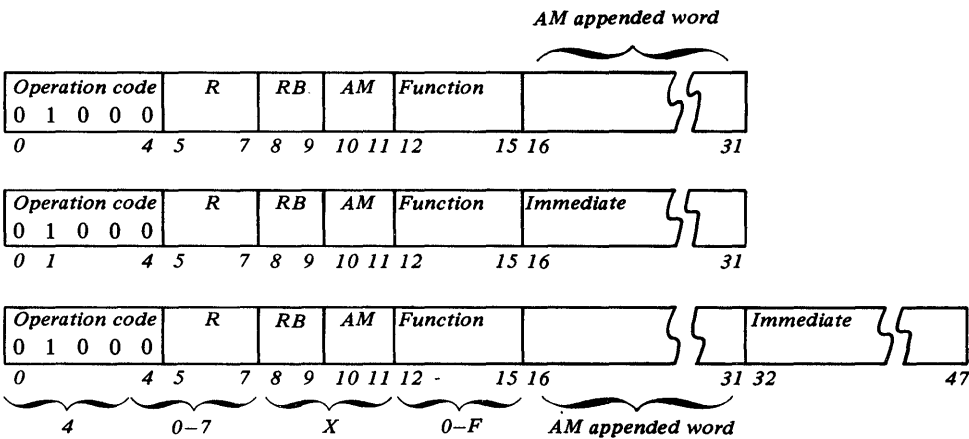 AM appended word
Operation code R RB AM Function
0 1 0 0 0
0 4 5 7 8 9 10 11 12 15 16 31
Operation code R RB AM Function Immediate
0 1 0 0 0
0 1 4 5 7 8 9 10 11 12 15 16 31
Operation code R RB AM Function Immediate
0 1 0 0 0
0 4 5 7 8 9 10 11 12 - 15 16 31 32 47
4 0–7 X 0–F AM appended word